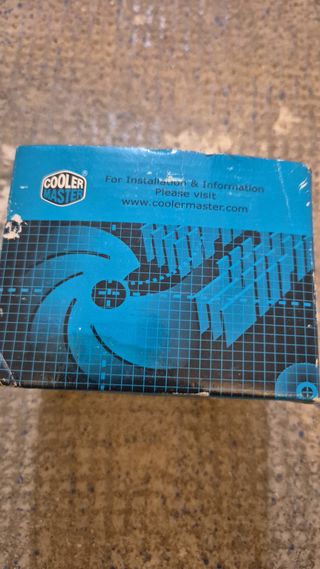 COOLER
MASTER
®
For Installation & Information
Please visit
www.coolermaster.com